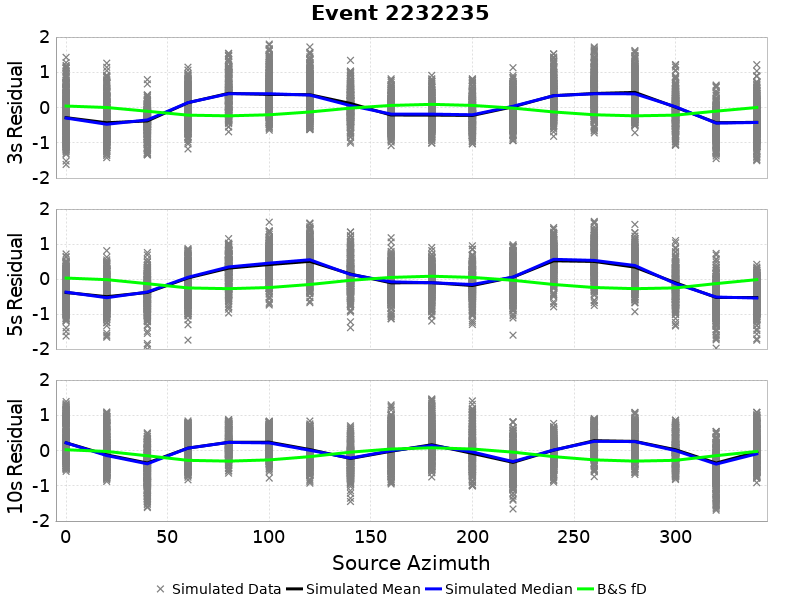 Event 2232235
3s Residual
2
1
0
-1
-2
5s Residual
2
1
0
-1
-2
10s Residual
2
1
0
-1
-2
0 50 100 150 200 250 300
Source Azimuth
Simulated Data Simulated Mean Simulated Median B&S fD